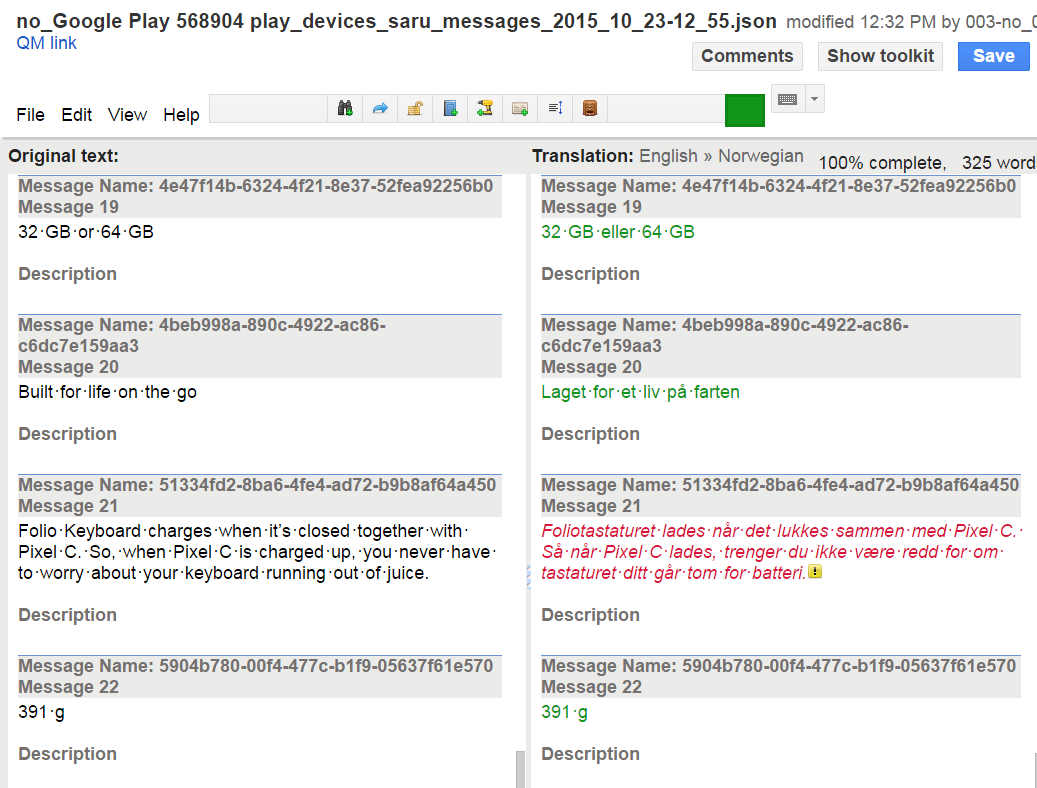 no_Google Play 568904 play_devices_saru_messages_2015_10_23-12_55.json modified 12:32 PM by 003-no_
QM link
Comments Show toolkit Save
File Edit View Help
Original text:
Translation: English » Norwegian 100% complete, 325 word
Message Name: 4e47f14b-6324-4f21-8e37-52fea92256b0
Message 19
32·GB·or·64·GB
Description
Message Name: 4beb998a-890c-4922-ac86-
c6dc7e159aa3
Message 20
Built·for·life·on·the·go
Description
Message Name: 51334fd2-8ba6-4fe4-ad72-b9b8af64a450
Message 21
Folio·Keyboard·charges·when·it's·closed·together·with·
Pixel·C.·So,·when·Pixel·C·is·charged·up,·you·never·have·
to·worry·about·your·keyboard·running·out·of·juice.
Description
Message Name: 5904b780-00f4-477c-b1f9-05637f61e570
Message 22
391·g
Description
Message Name: 4e47f14b-6324-4f21-8e37-52fea92256b0
Message 19
32·GB·eller·64·GB
Description
Message Name: 4beb998a-890c-4922-ac86-
c6dc7e159aa3
Message 20
Laget·for·et·liv·på·farten
Description
Message Name: 51334fd2-8ba6-4fe4-ad72-b9b8af64a450
Message 21
Foliotastaturet·lades·når·det·lukkes·sammen·med·Pixel·C.·
Så·når·Pixel·C·lades,·trenger·du·ikke·være·redd·for·om·
tastaturet·ditt·går·tom·for·batteri.
Description
Message Name: 5904b780-00f4-477c-b1f9-05637f61e570
Message 22
391·g
Description